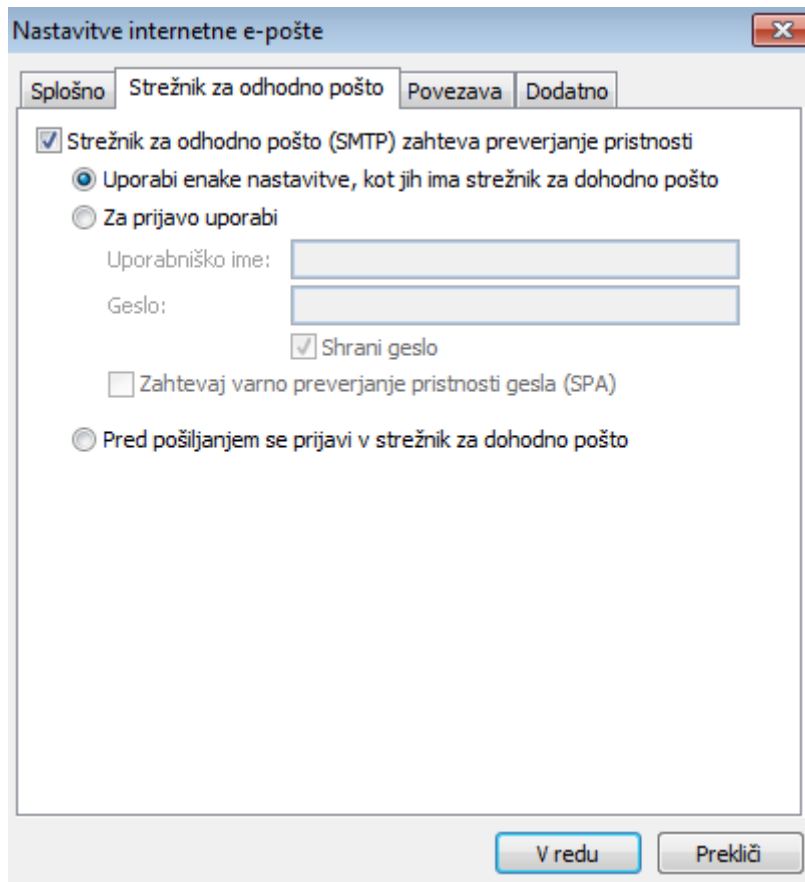 Nastavitve internetne e-pošte
Splošno Strežnik za odhodno pošto Povezava Dodatno
Strežnik za odhodno pošto (SMTP) zahteva preverjanje pristnosti
Uporabi enake nastavitve, kot jih ima strežnik za dohodno pošto
Za prijavo uporabi
Uporabniško ime:
Geslo:
Shrani geslo
Zahtevaj varno preverjanje pristnosti gesla (SPA)
Pred pošiljanjem se prijavi v strežnik za dohodno pošto
V redu Prekliči